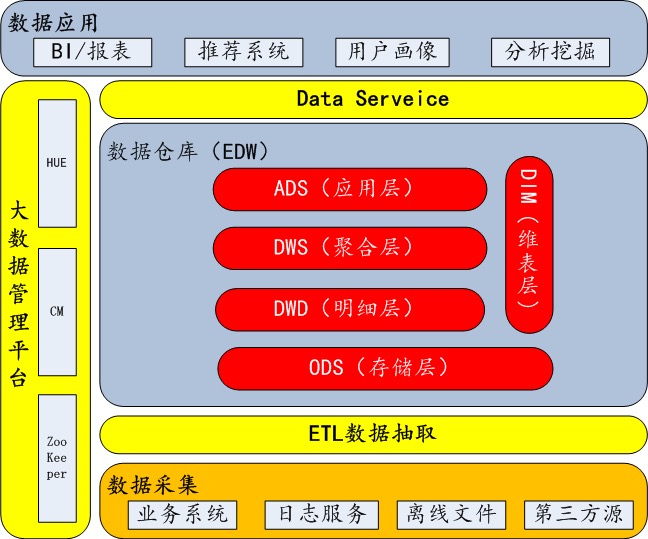 数据应用
BI/报表
推荐系统
用户画像
分析挖掘
大数据管理平台
HUE
CM
Zoo
Kee
per
Data Serveice
数据仓库（EDW）
ADS（应用层）
DWS（聚合层）
DWD（明细层）
ODS（存储层）
DIM（维表层）
ETL数据抽取
数据采集
业务系统
日志服务
离线文件
第三方源